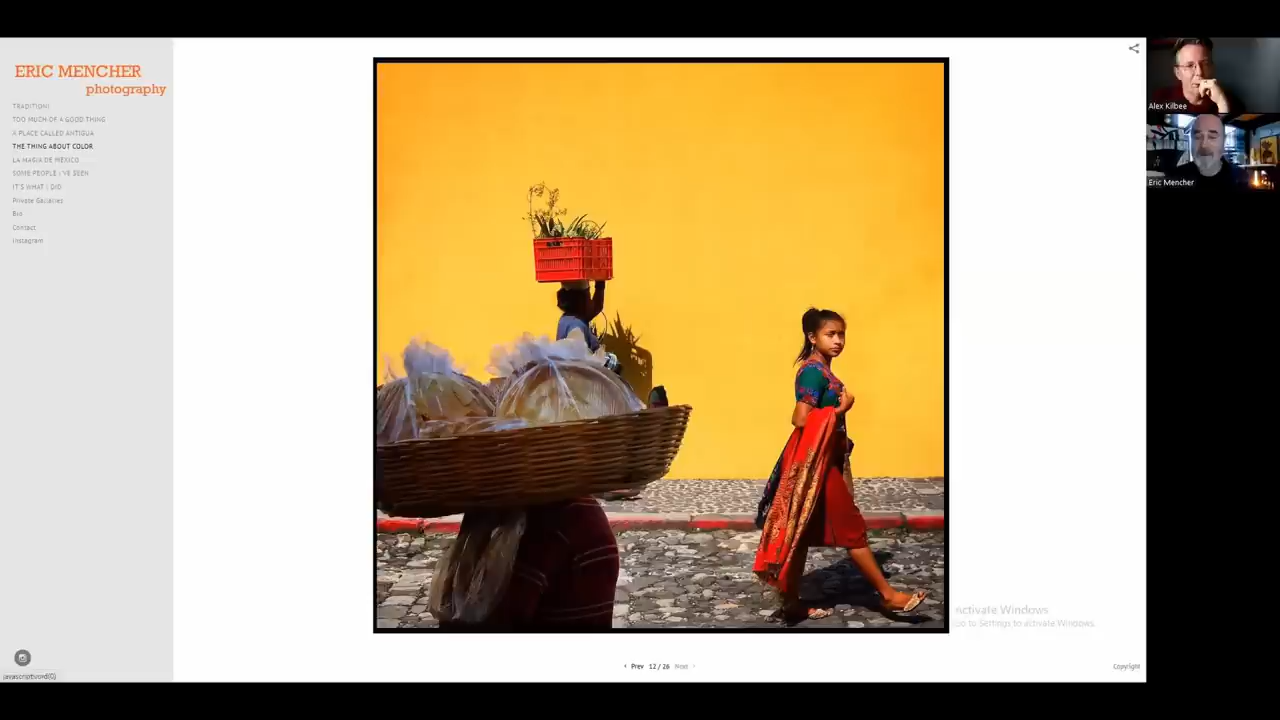 ERIC MENCHER
photography
TRADITION!
TOO MUCH OF A GOOD THING
A PLACE CALLED ANTIGUA
THE THING ABOUT COLOR
LA MAGIA DE MEXICO
SOME PEOPLE I'VE SEEN
IT'S WHAT I DID
Private Galleries
Bio
Contact
Instagram
Alex Kilbee
Eric Mencher
Activate Windows
Go to Settings to activate Windows.
‹ Prev 12 / 26 Next ›
Copyright
javascript:void(0)